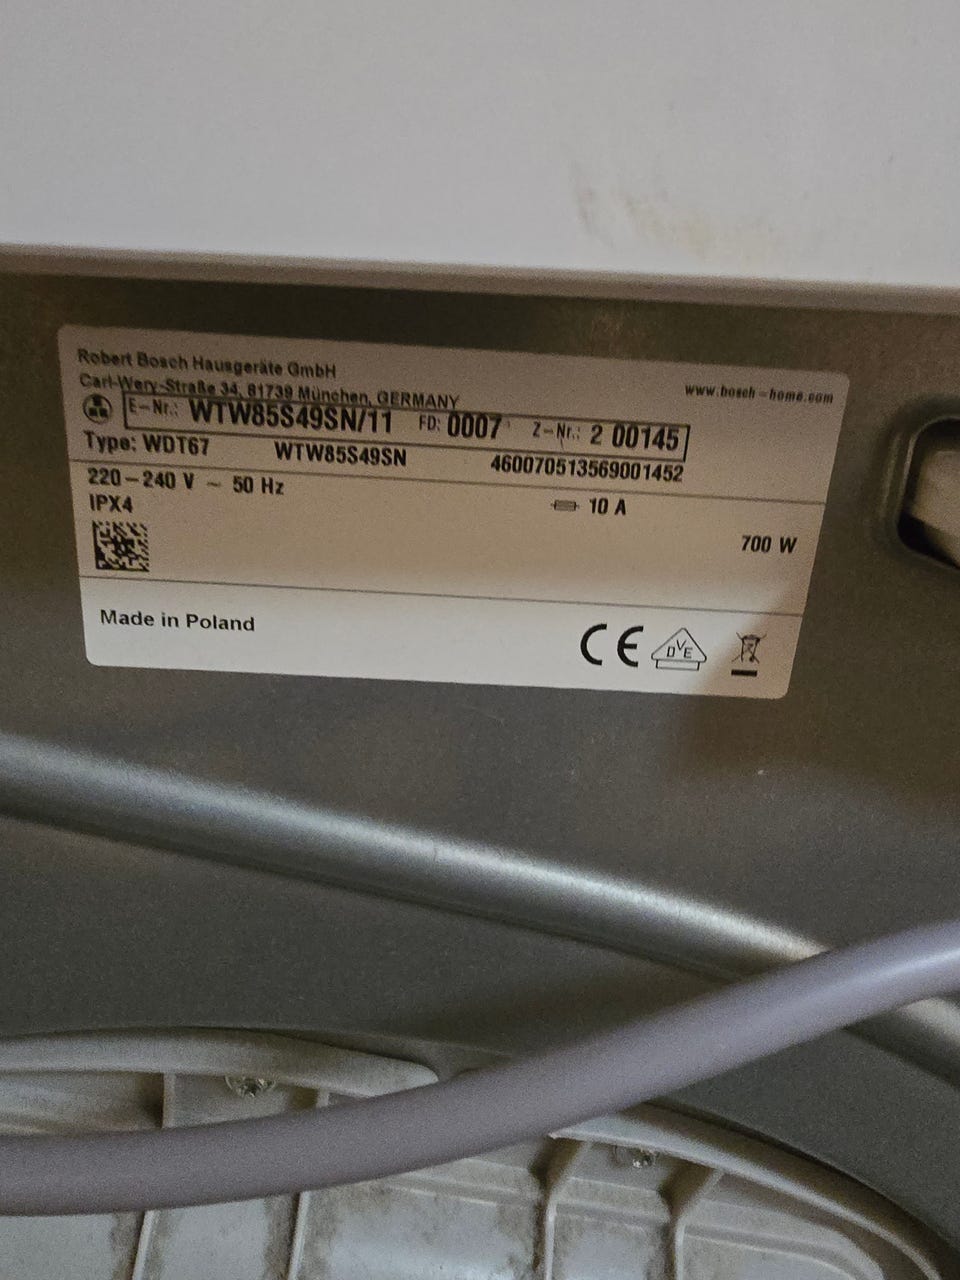 Robert Bosch Hausgeräte GmbH
Carl-Wery-Straße 34, 81739 München, GERMANY
www.bosch-home.com
E-Nr.: WTW85S49SN/11 FD: 0007 Z-Nr.: 2 00145
Type: WDT67 WTW85S49SN 460070513569001452
220-240 V ~ 50 Hz
IPX4
10 A
700 W
Made in Poland
CE
DVE